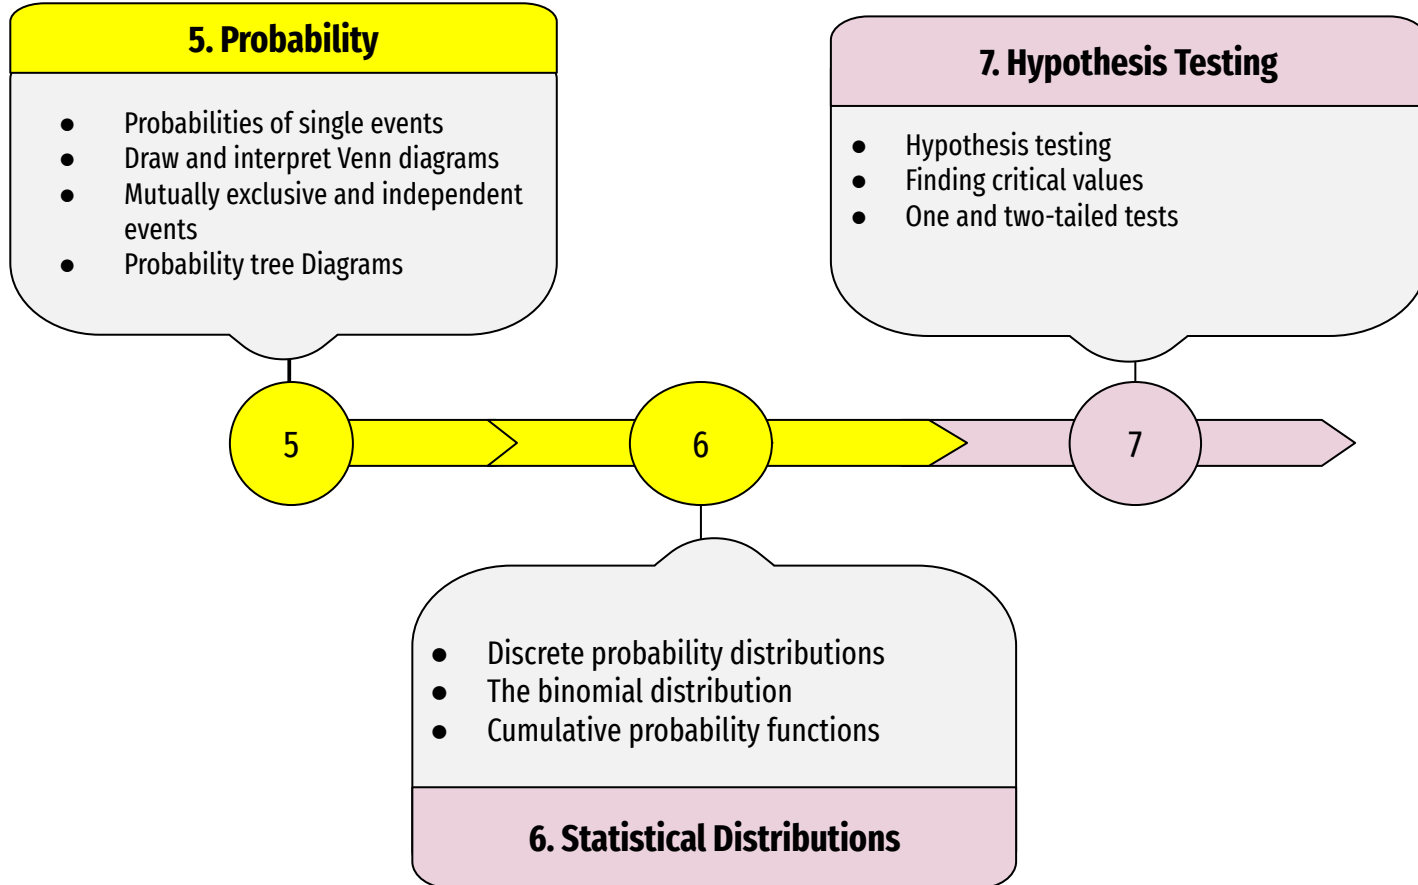 5. Probability
● Probabilities of single events
● Draw and interpret Venn diagrams
● Mutually exclusive and independent
events
● Probability tree Diagrams
7. Hypothesis Testing
● Hypothesis testing
● Finding critical values
● One and two-tailed tests
5
6
7
● Discrete probability distributions
● The binomial distribution
● Cumulative probability functions
6. Statistical Distributions